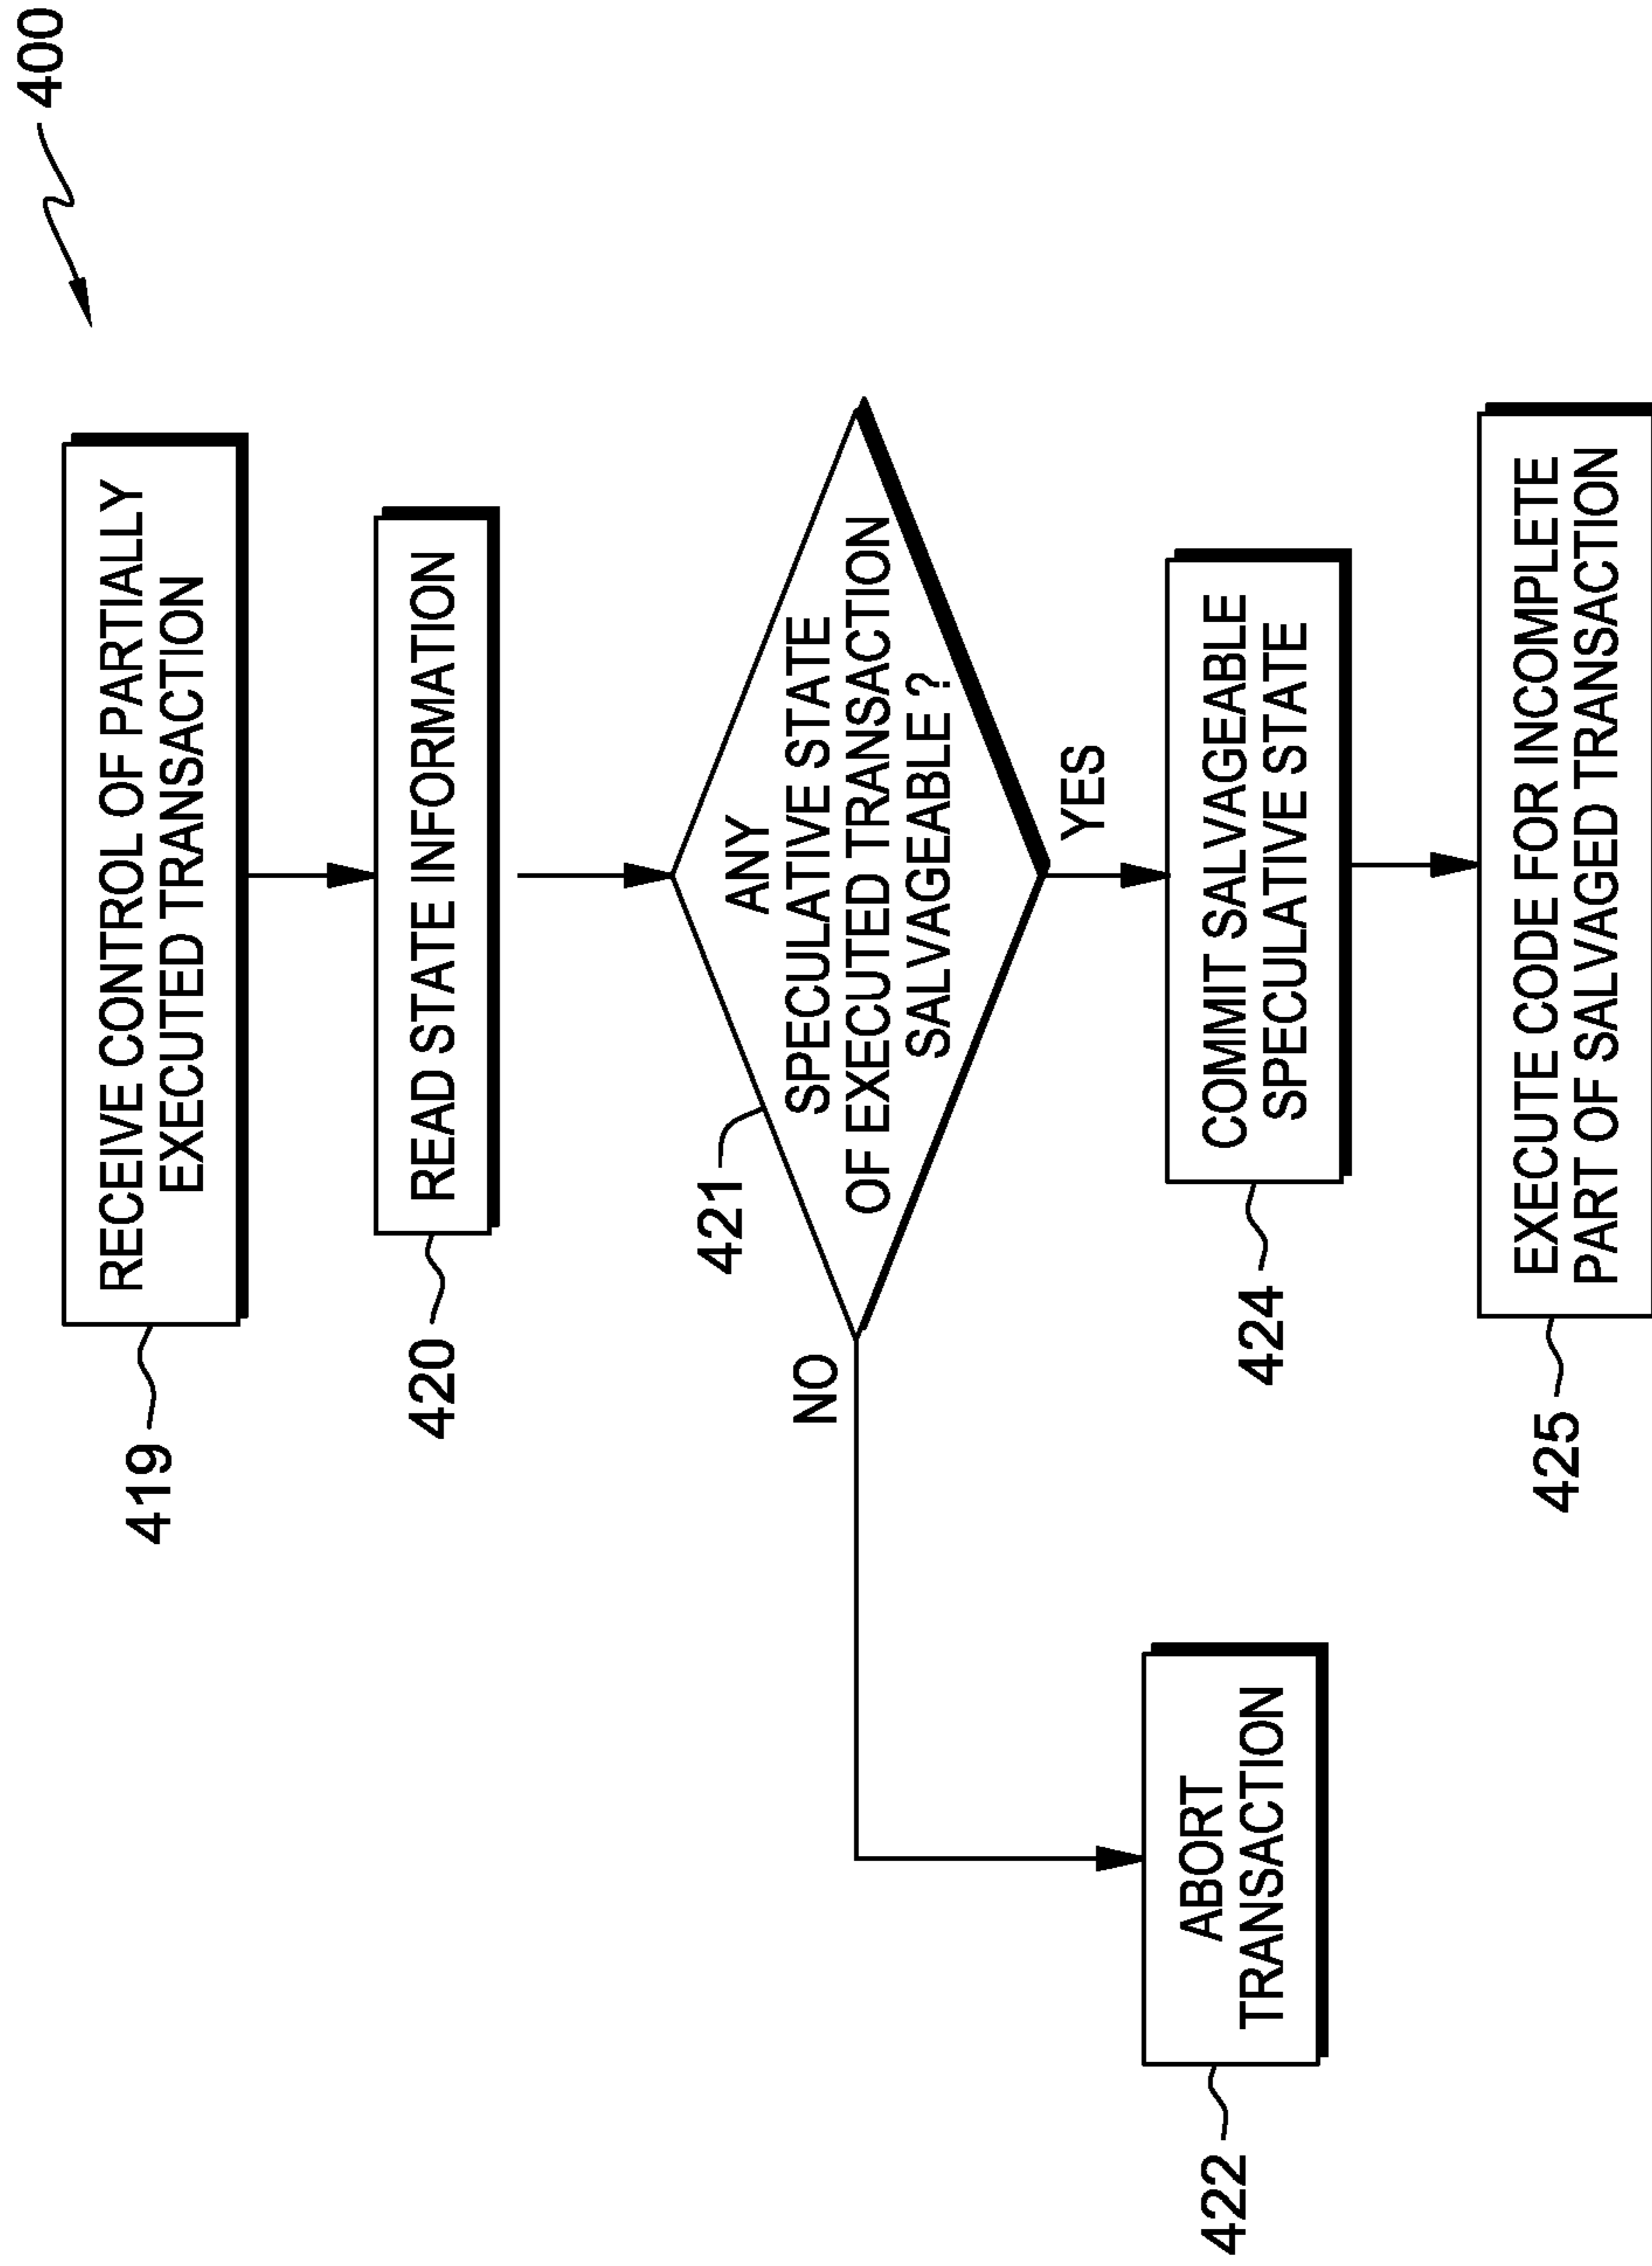 400
419
RECEIVE CONTROL OF PARTIALLY
EXECUTED TRANSACTION
420
READ STATE INFORMATION
421
ANY
SPECULATIVE STATE
OF EXECUTED TRANSACTION
SALVAGEABLE ?
NO
YES
422
ABORT
TRANSACTION
424
COMMIT SALVAGEABLE
SPECULATIVE STATE
425
EXECUTE CODE FOR INCOMPLETE
PART OF SALVAGED TRANSACTION